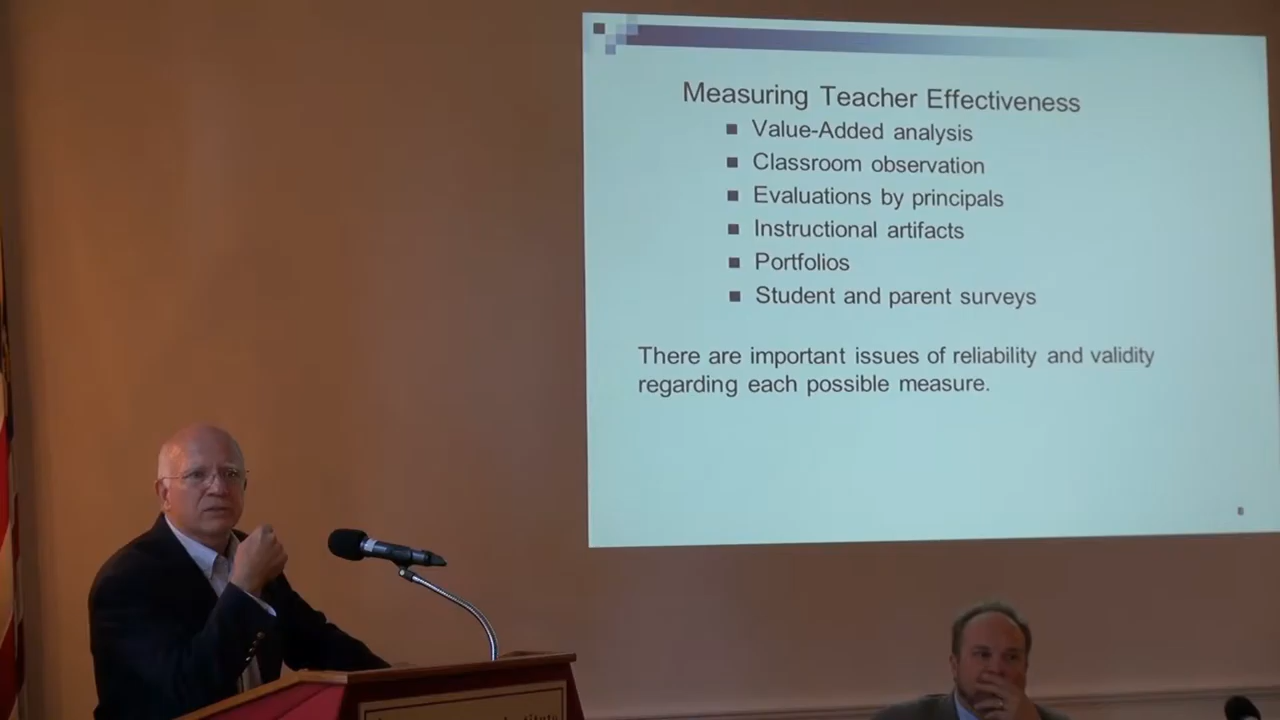 Measuring Teacher Effectiveness
Value-Added analysis
Classroom observation
Evaluations by principals
Instructional artifacts
Portfolios
Student and parent surveys
There are important issues of reliability and validity
regarding each possible measure.
8